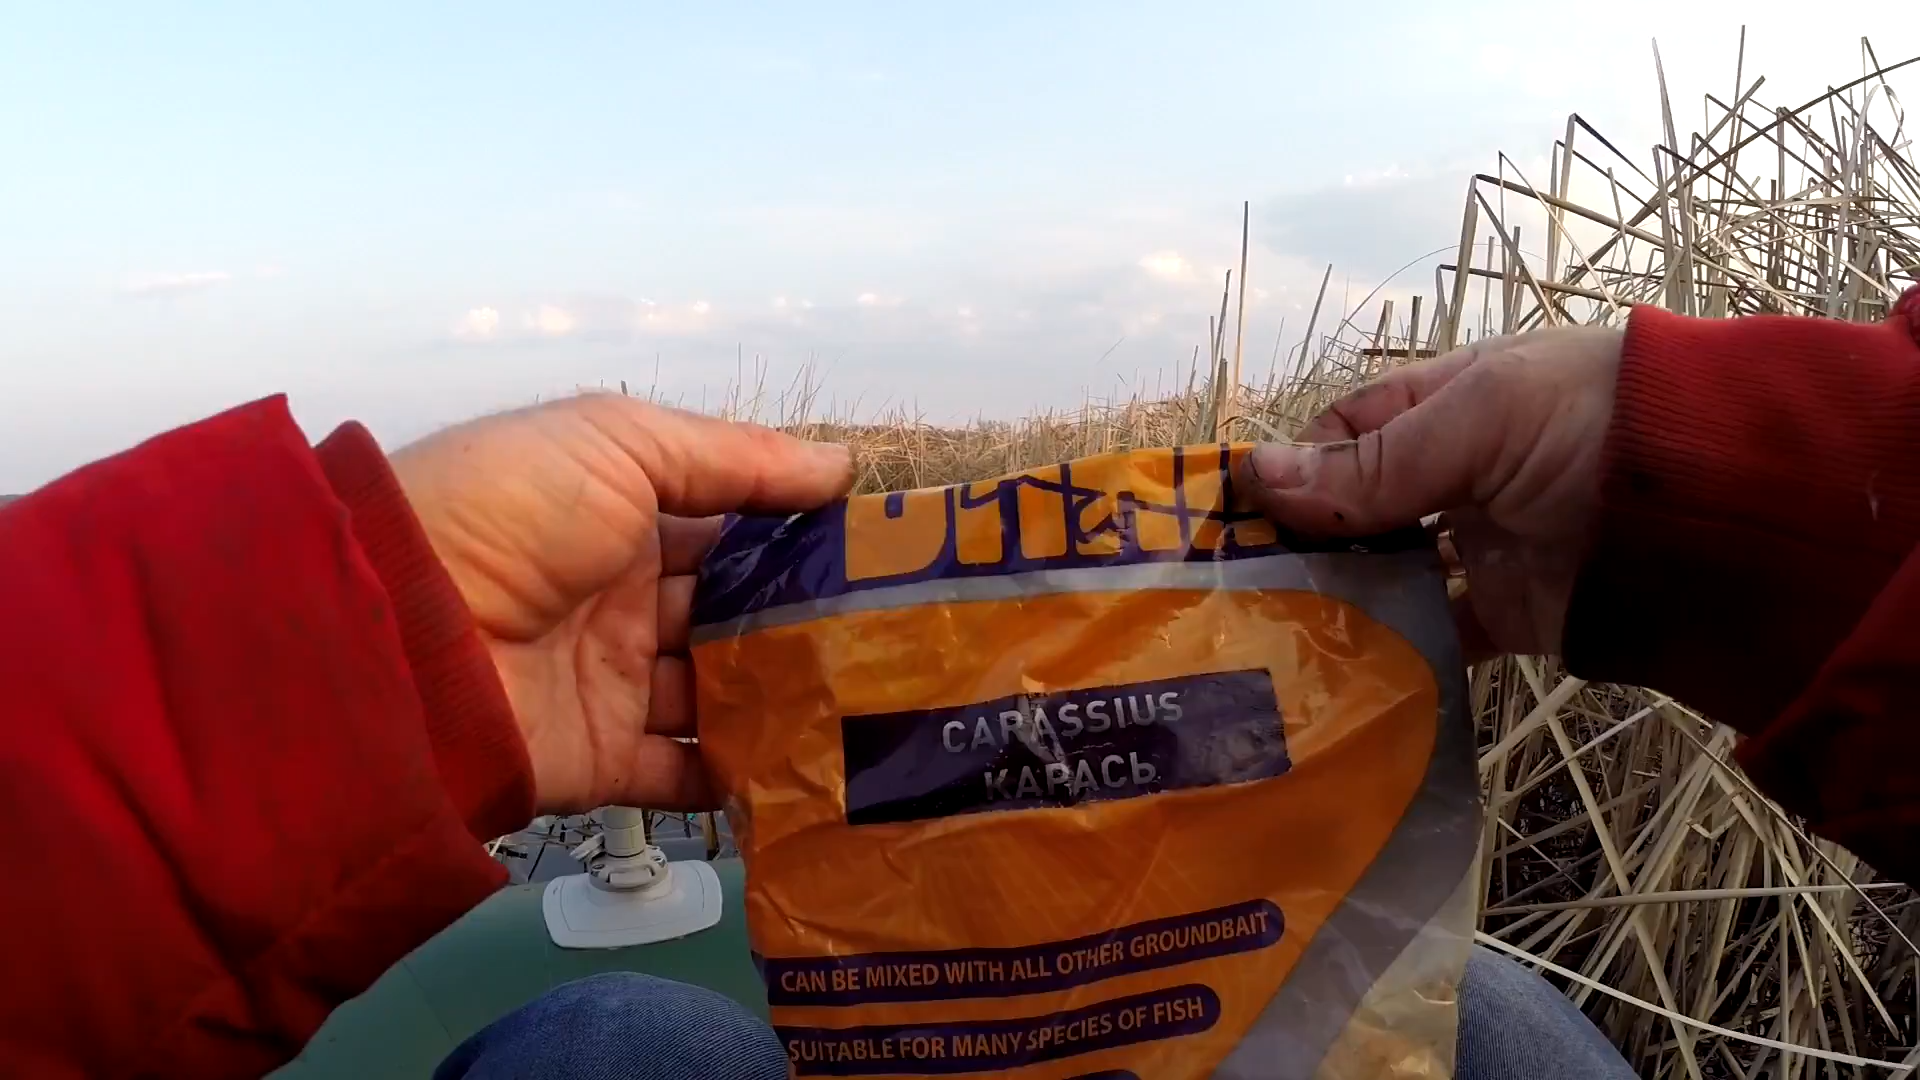 CARASSIUS
КАРАСЬ
CAN BE MIXED WITH ALL OTHER GROUNDBAIT
SUITABLE FOR MANY SPECIES OF FISH